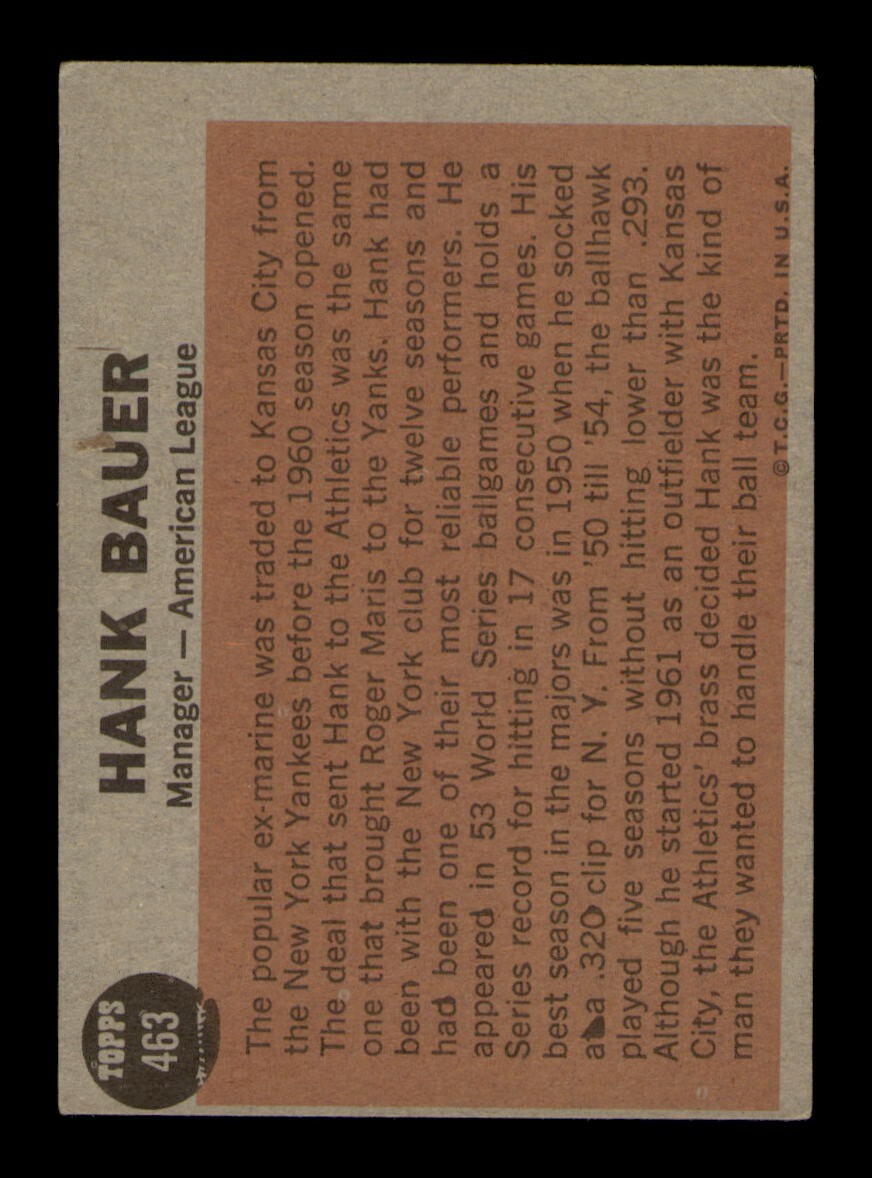 TOPPS
463
HANK BAUER
Manager — American League
The popular ex-marine was traded to Kansas City from
the New York Yankees before the 1960 season opened.
The deal that sent Hank to the Athletics was the same
one that brought Roger Maris to the Yanks. Hank had
been with the New York club for twelve seasons and
had been one of their most reliable performers. He
appeared in 53 World Series ballgames and holds a
Series record for hitting in 17 consecutive games. His
best season in the majors was in 1950 when he socked
at a .320 clip for N. Y. From '50 till '54, the ballhawk
played five seasons without hitting lower than .293.
Although he started 1961 as an outfielder with Kansas
City, the Athletics' brass decided Hank was the kind of
man they wanted to handle their ball team.
©T.C.G.—PRTD. IN U.S.A.